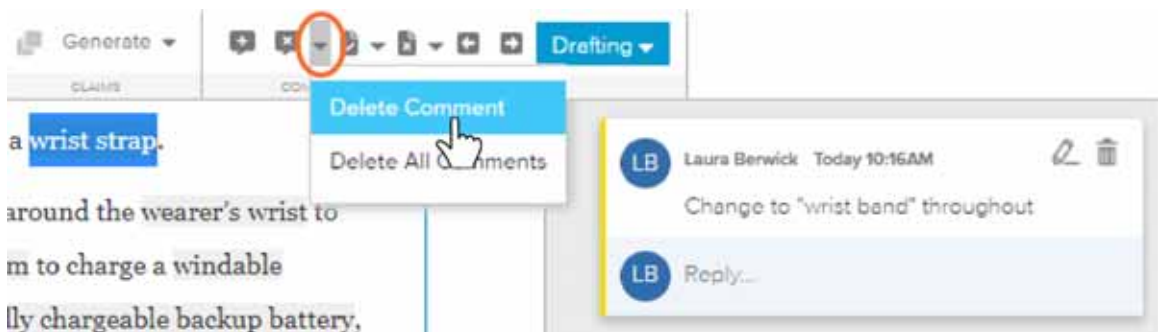 Generate
Drafting
CLAIMS
Delete Comment
Delete All
a wrist strap.
around the wearer's wrist to
m to charge a windable
lly chargeable backup battery,
LB
Laura Berwick Today 10:16AM
Change to "wrist band" throughout
LB
Reply...